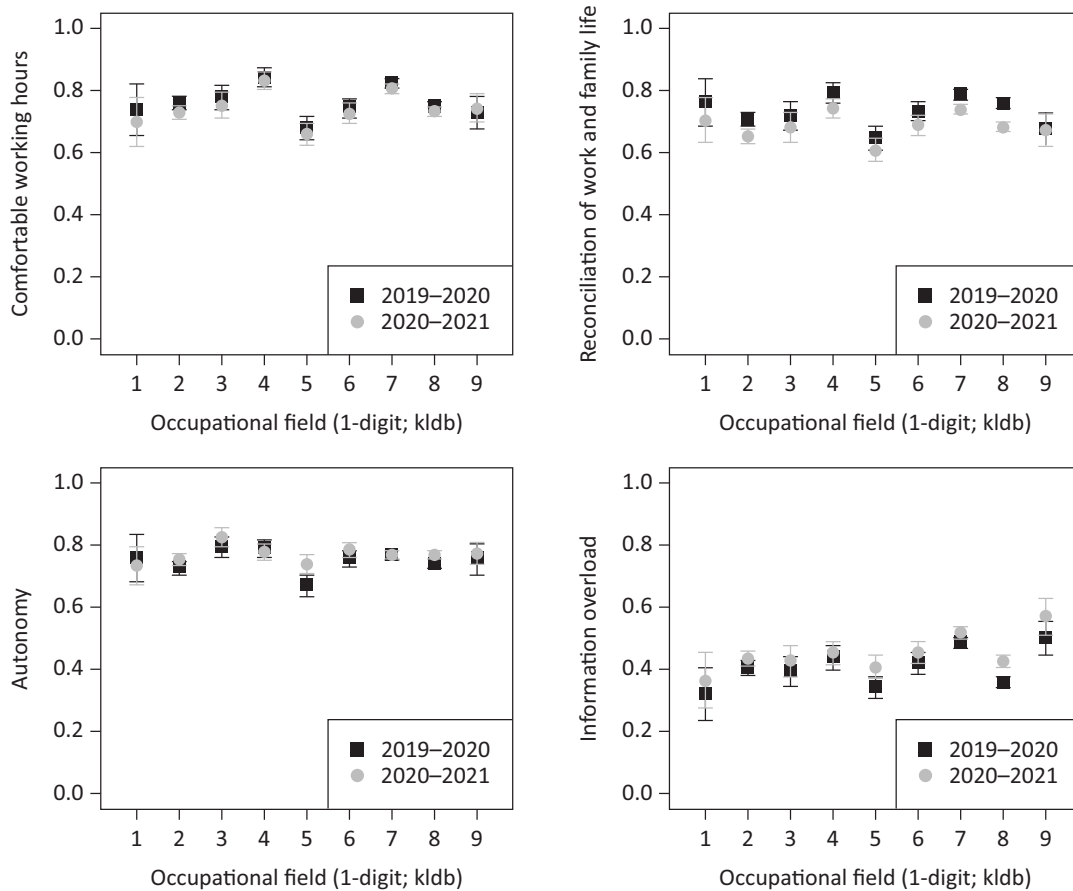 Comfortable working hours
1.0
0.8
0.6
0.4
0.2
0.0
2019–2020
2020–2021
1 2 3 4 5 6 7 8 9
Occupational field (1-digit; kldb)
Reconciliation of work and family life
1.0
0.8
0.6
0.4
0.2
0.0
2019–2020
2020–2021
1 2 3 4 5 6 7 8 9
Occupational field (1-digit; kldb)
Autonomy
1.0
0.8
0.6
0.4
0.2
0.0
2019–2020
2020–2021
1 2 3 4 5 6 7 8 9
Occupational field (1-digit; kldb)
Information overload
1.0
0.8
0.6
0.4
0.2
0.0
2019–2020
2020–2021
1 2 3 4 5 6 7 8 9
Occupational field (1-digit; kldb)